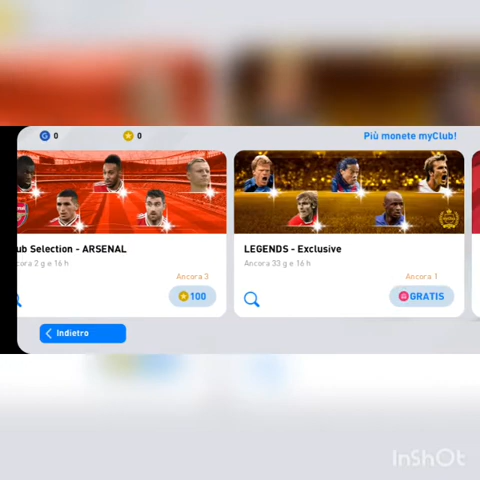 0
0
Più monete myClub!
ub Selection - ARSENAL
cora 2 g e 16 h
Ancora 3
100
LEGENDS - Exclusive
Ancora 33 g e 16 h
Ancora 1
GRATIS
Indietro
InShOt